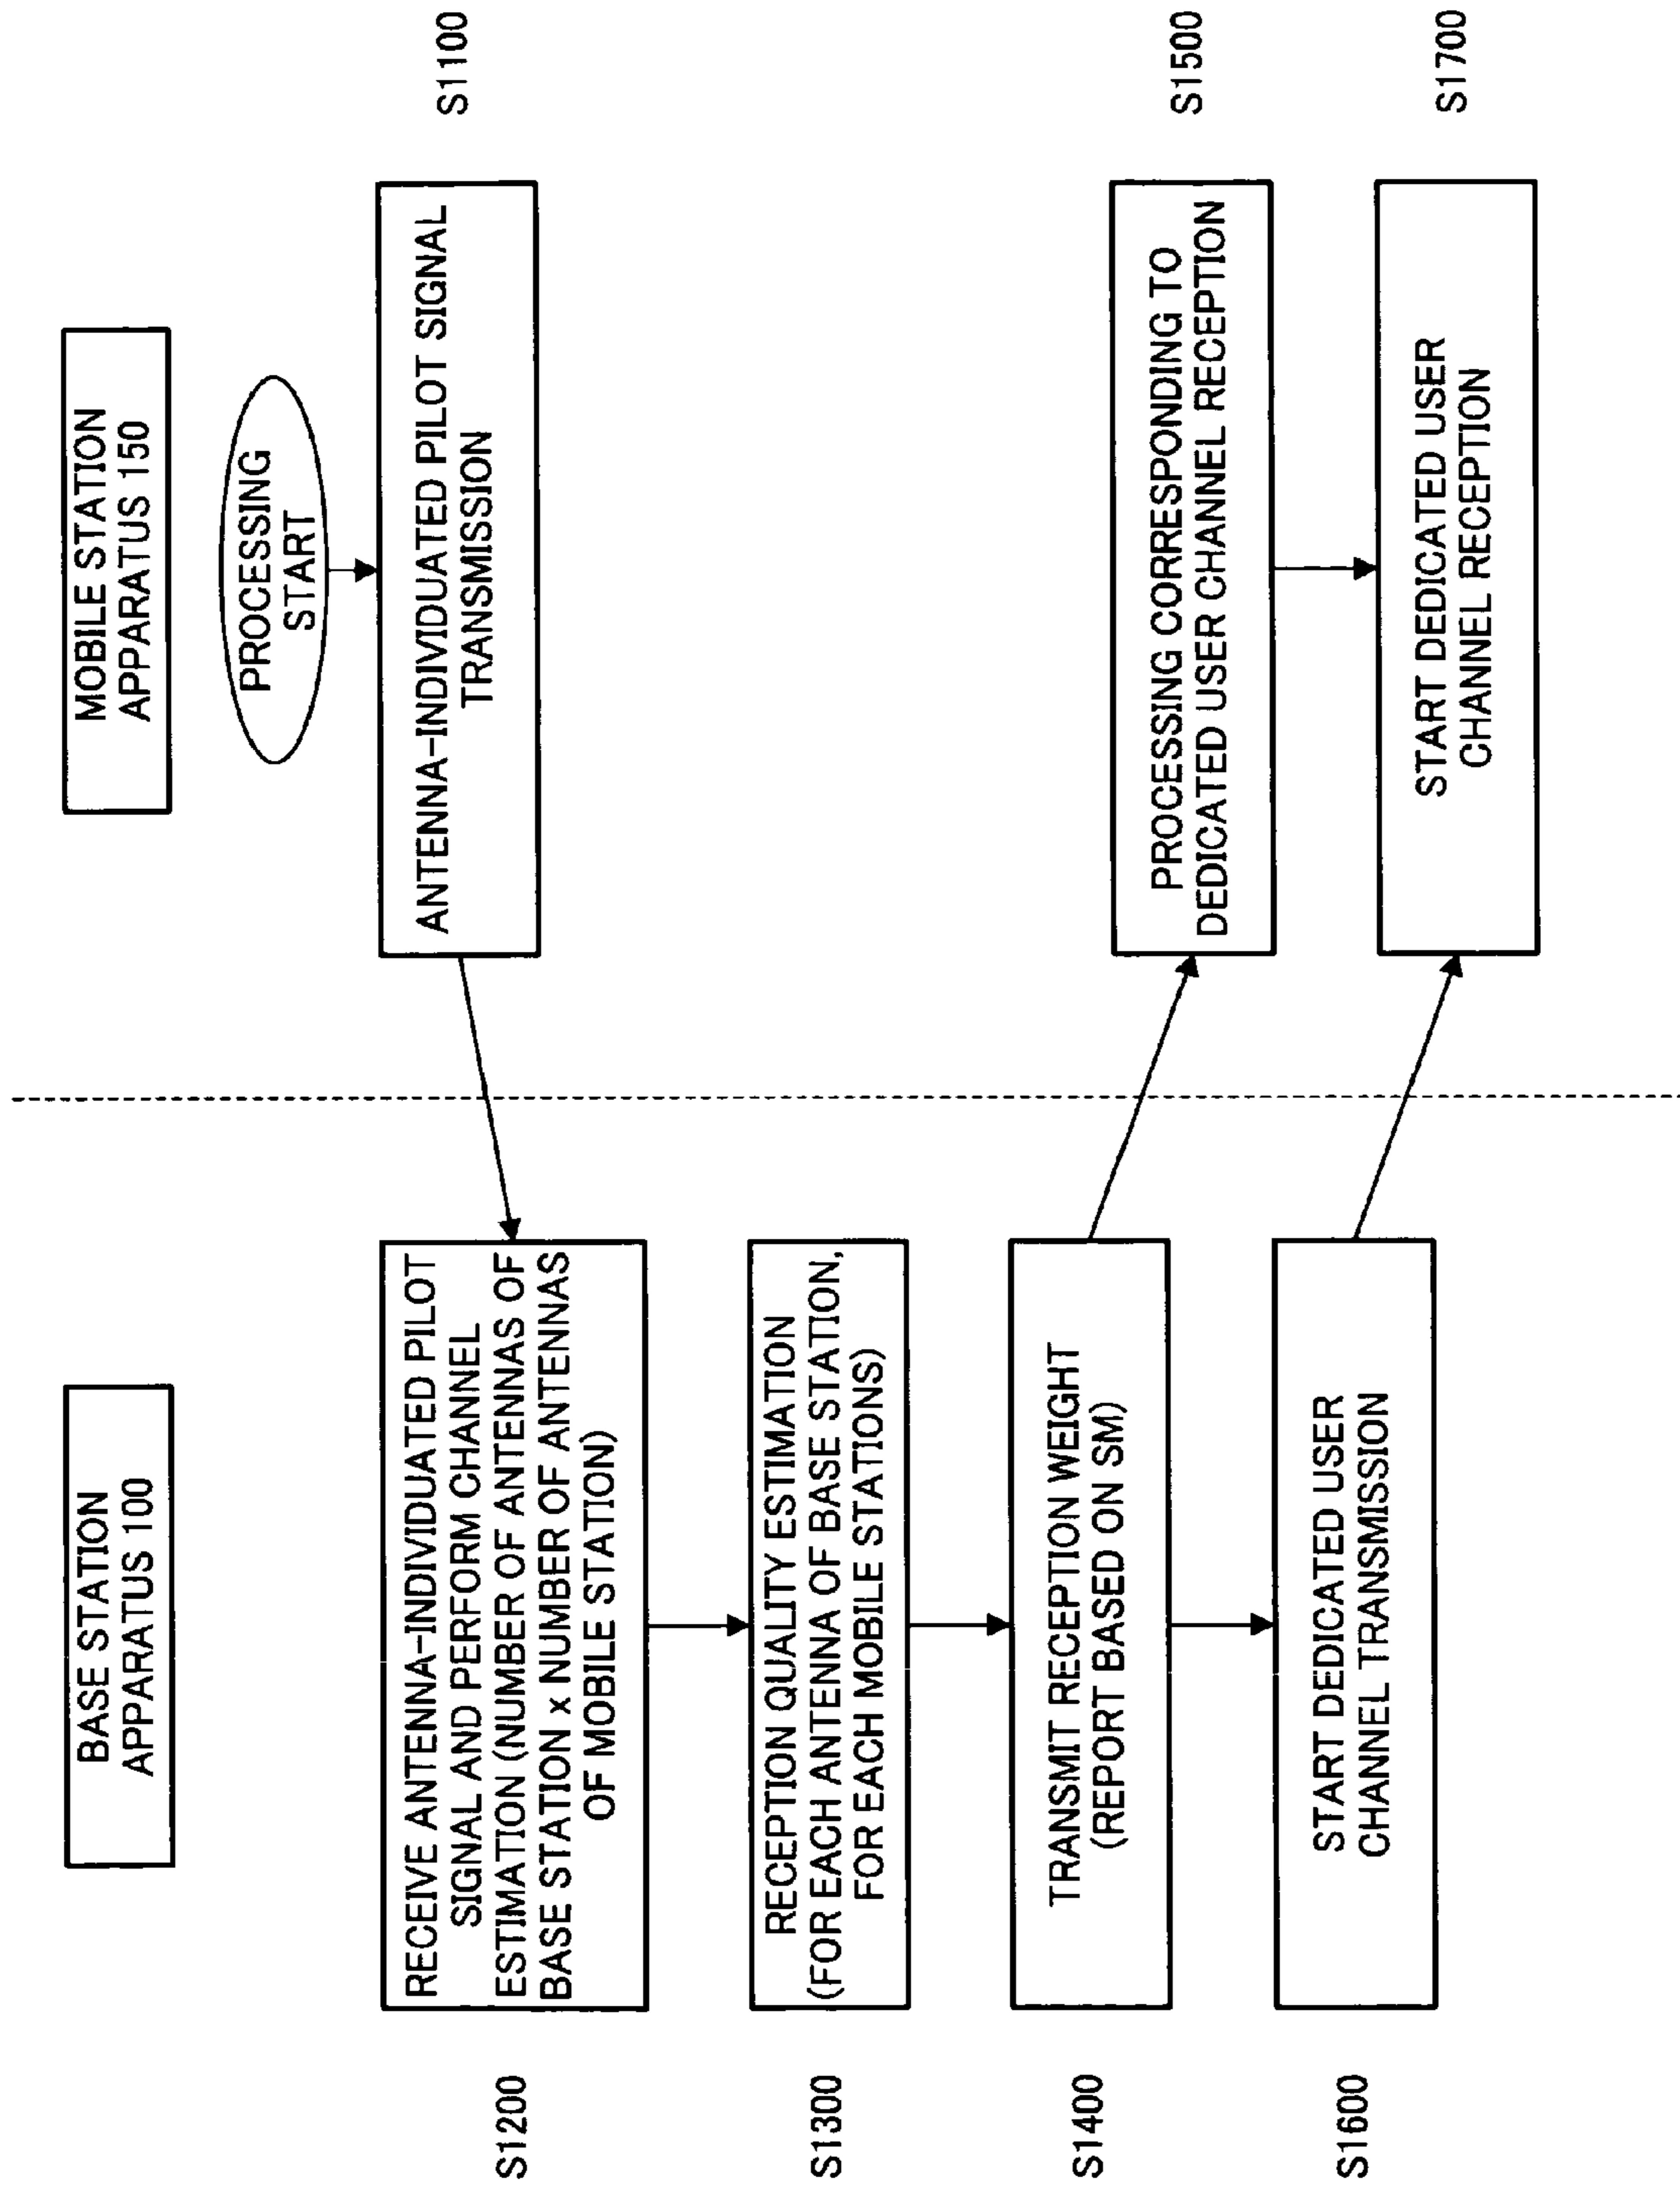 BASE STATION
APPARATUS 100
MOBILE STATION
APPARATUS 150
PROCESSING
START
ANTENNA-INDIVIDUATED PILOT SIGNAL
TRANSMISSION
S1100
S1200
RECEIVE ANTENNA-INDIVIDUATED PILOT
SIGNAL AND PERFORM CHANNEL
ESTIMATION (NUMBER OF ANTENNAS OF
BASE STATION x NUMBER OF ANTENNAS
OF MOBILE STATION)
S1300
RECEPTION QUALITY ESTIMATION
(FOR EACH ANTENNA OF BASE STATION,
FOR EACH MOBILE STATIONS)
S1400
TRANSMIT RECEPTION WEIGHT
(REPORT BASED ON SM)
PROCESSING CORRESPONDING TO
DEDICATED USER CHANNEL RECEPTION
S1500
S1600
START DEDICATED USER
CHANNEL TRANSMISSION
START DEDICATED USER
CHANNEL RECEPTION
S1700